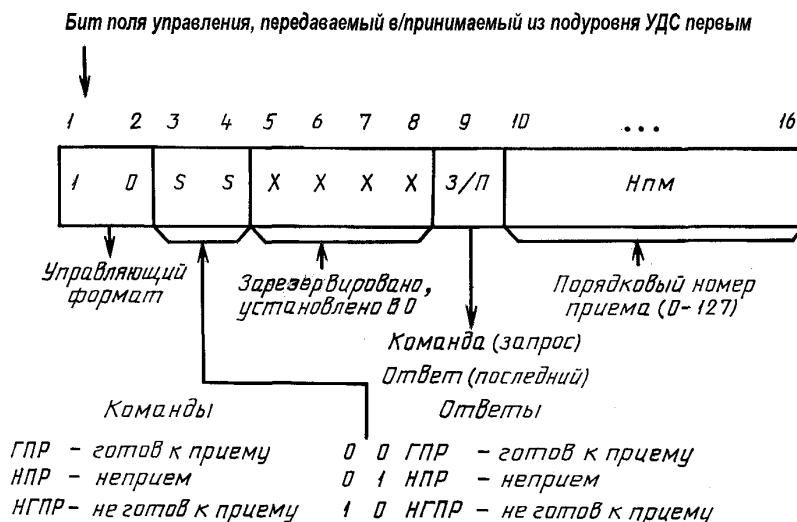 Бит поля управления, передаваемый в/принимаемый из подуровня УДС первым
1 2 3 4 5 6 7 8 9 10 ... 16
1 0 S S X X X X З/П Нпм
Управляющий формат
Зарезервировано, установлено в 0
Порядковый номер приема (0-127)
Команда (запрос)
Ответ (последний)
Команды Ответы
ГПР - готов к приему 0 0 ГПР - готов к приему
НПР - неприем 0 1 НПР - неприем
НГПР - не готов к приему 1 0 НГПР - не готов к приему